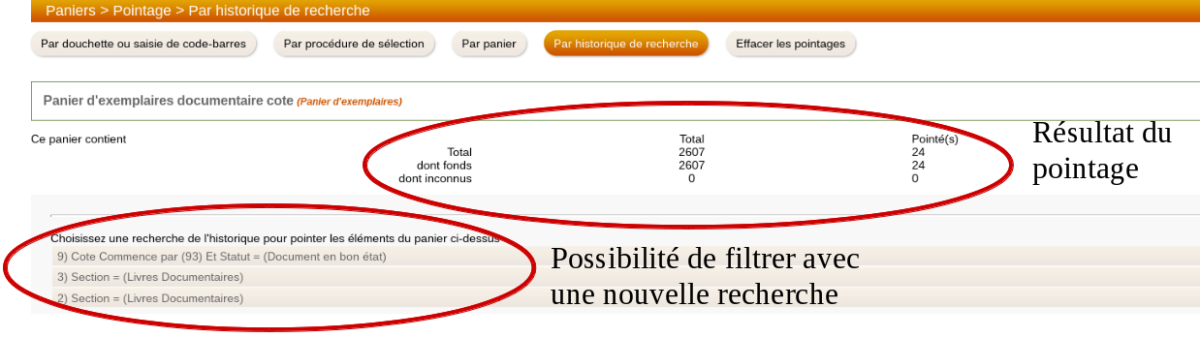 Paniers > Pointage > Par historique de recherche
Par douchette ou saisie de code-barres Par procédure de sélection Par panier Par historique de recherche Effacer les pointages
Panier d'exemplaires documentaire cote (Panier d'exemplaires)
Ce panier contient Total Pointé(s)
Total 2607 24
dont fonds 2607 24
dont inconnus 0 0
Résultat du
pointage
Choisissez une recherche de l'historique pour pointer les éléments du panier ci-dessus
9) Cote Commence par (93) Et Statut = (Document en bon état)
3) Section = (Livres Documentaires)
2) Section = (Livres Documentaires)
Possibilité de filtrer avec
une nouvelle recherche